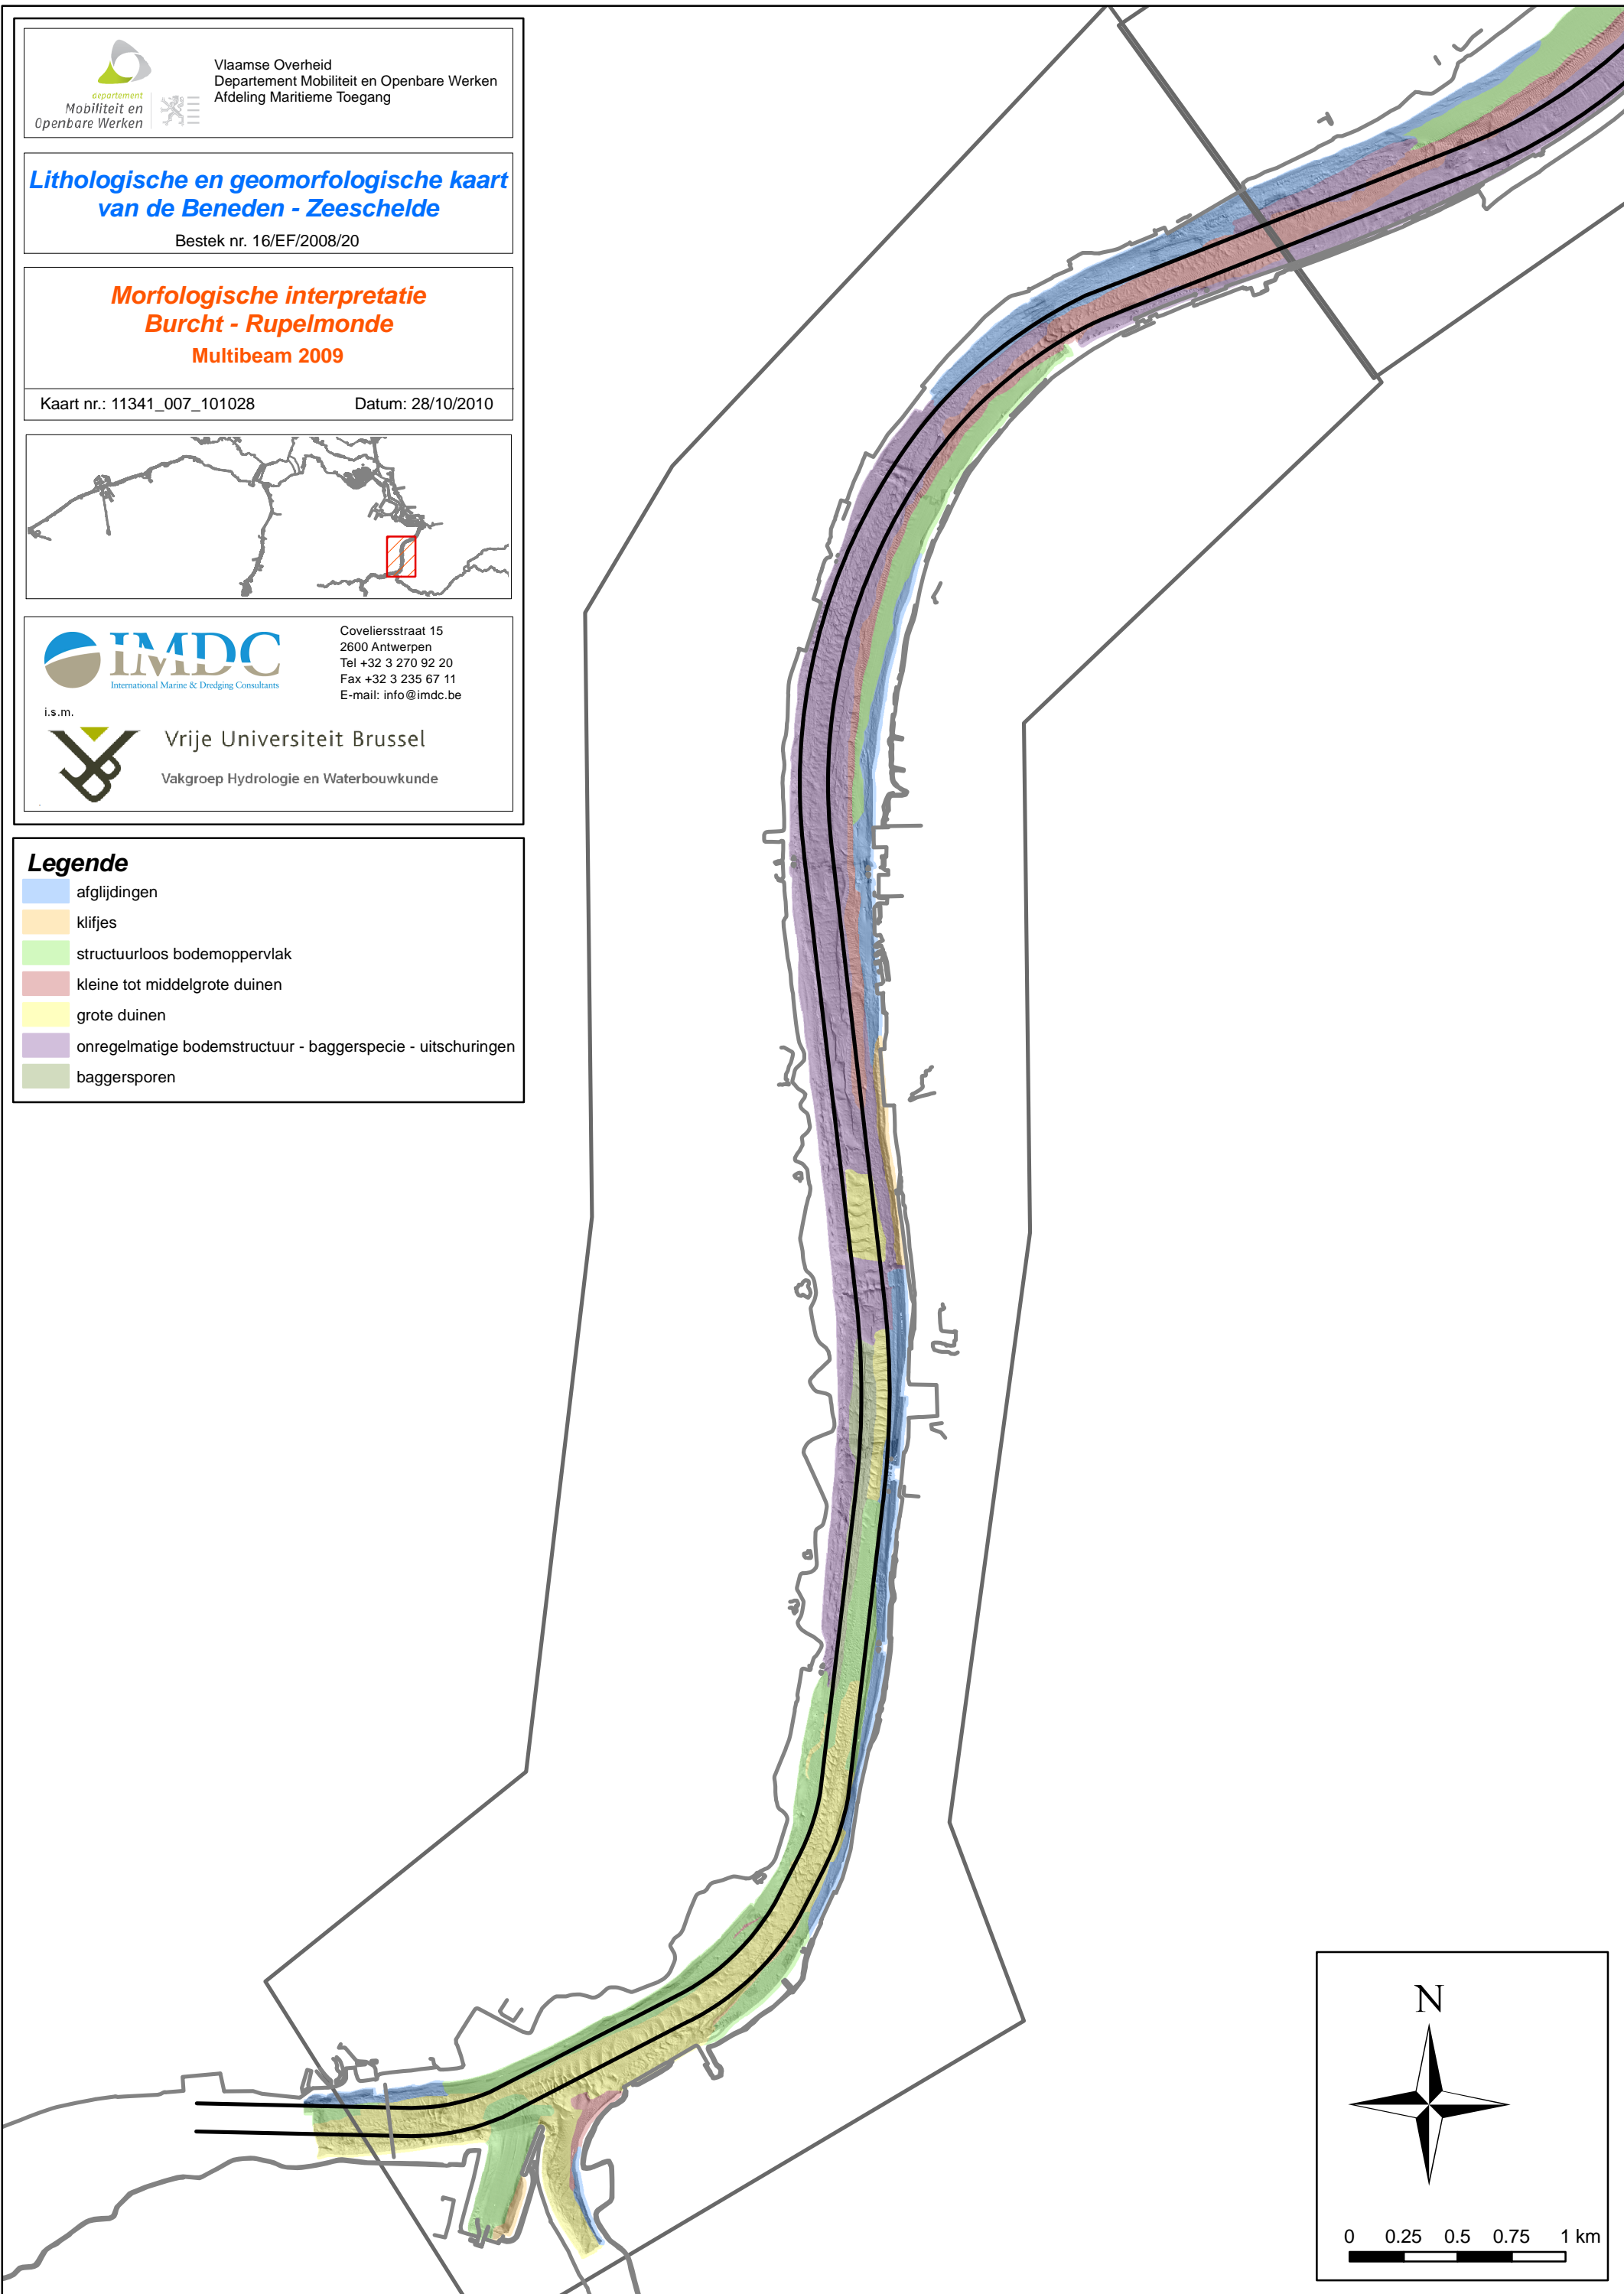 departement
Mobiliteit en
Openbare Werken
Vlaamse Overheid
Departement Mobiliteit en Openbare Werken
Afdeling Maritieme Toegang
Lithologische en geomorfologische kaart
van de Beneden - Zeeschelde
Bestek nr. 16/EF/2008/20
Morfologische interpretatie
Burcht - Rupelmonde
Multibeam 2009
Kaart nr.: 11341_007_101028 Datum: 28/10/2010
IMDC
International Marine & Dredging Consultants
Coveliersstraat 15
2600 Antwerpen
Tel +32 3 270 92 20
Fax +32 3 235 67 11
E-mail: info@imdc.be
i.s.m.
Vrije Universiteit Brussel
Vakgroep Hydrologie en Waterbouwkunde
Legende
afglijdingen
klifjes
structuurloos bodemoppervlak
kleine tot middelgrote duinen
grote duinen
onregelmatige bodemstructuur - baggerspecie - uitschuringen
baggersporen
N
0 0.25 0.5 0.75 1 km